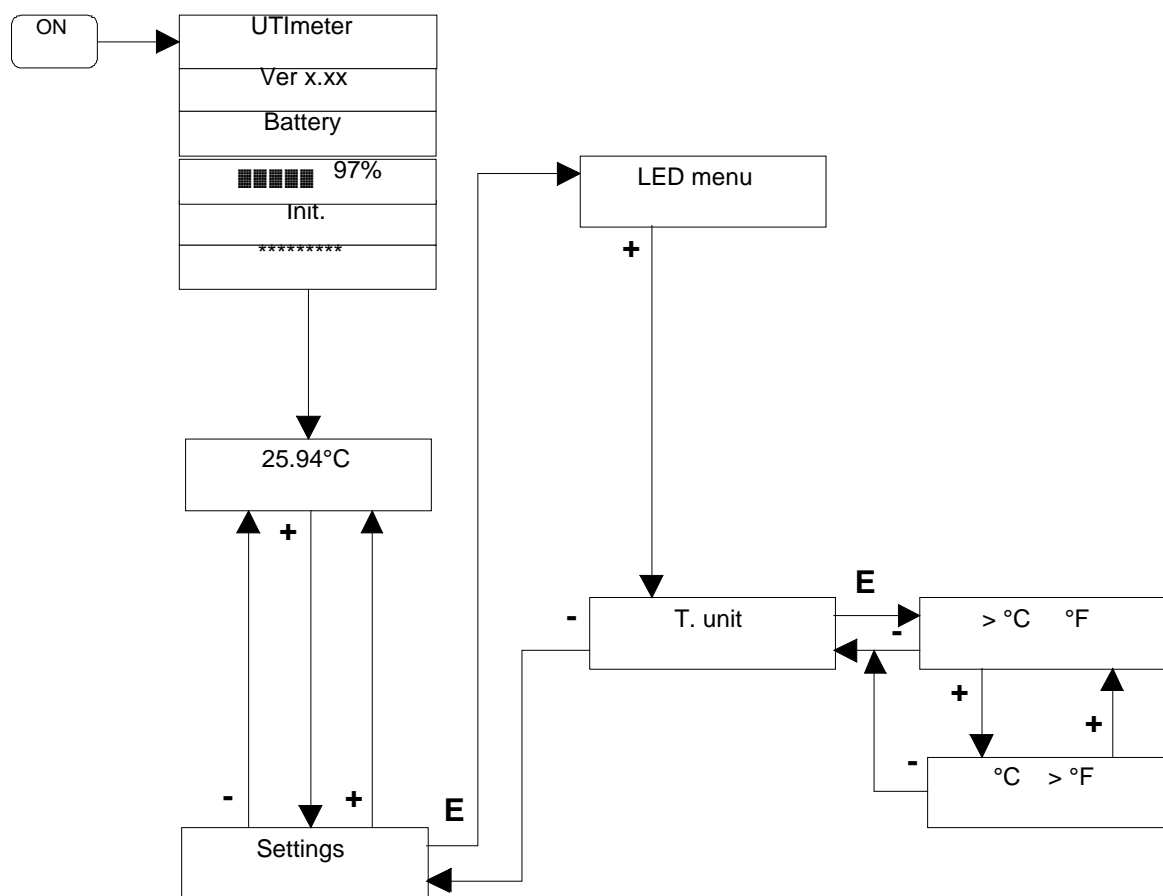 ON
UTImeter
Ver x.xx
Battery
97%
Init.
*********
LED menu
+
25.94°C
+
E
T. unit
-
> °C °F
-
+
+
-
°C > °F
-
+
E
Settings